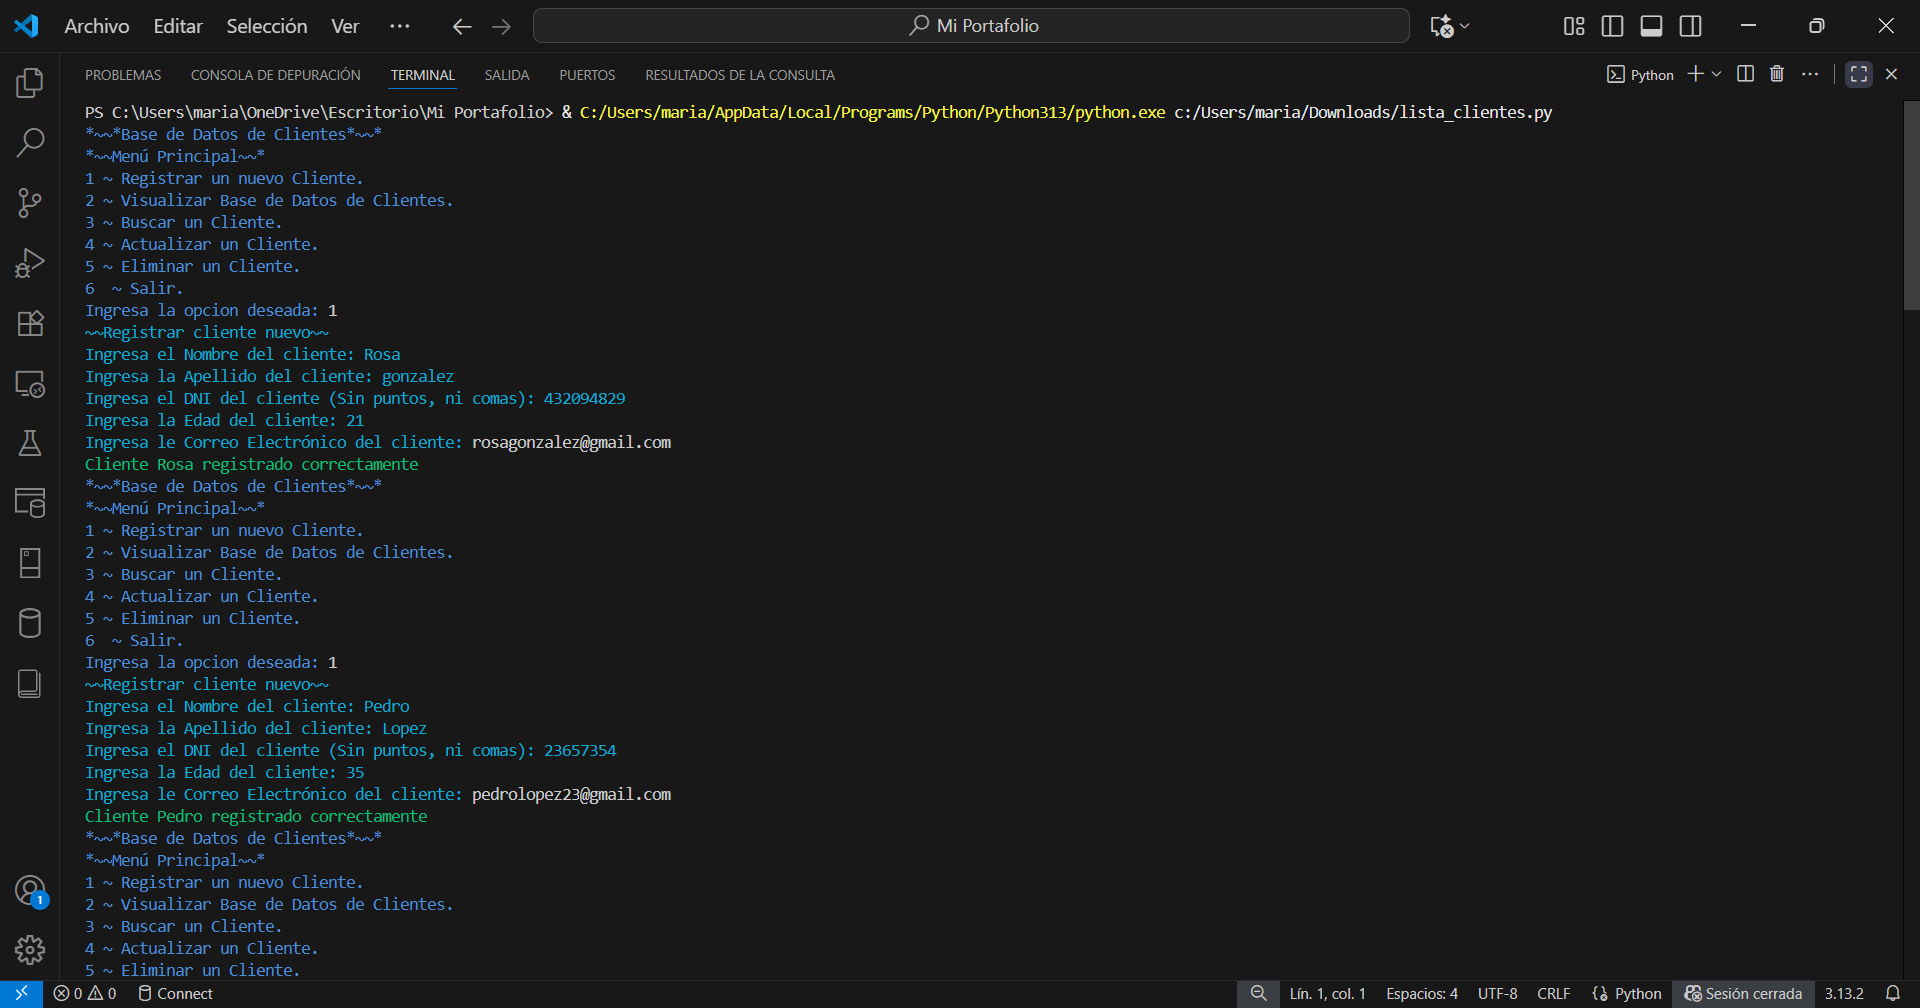 Archivo Editar Selección Ver ··· Mi Portafolio
PROBLEMAS CONSOLA DE DEPURACIÓN TERMINAL SALIDA PUERTOS RESULTADOS DE LA CONSULTA Python
PS C:\Users\maria\OneDrive\Escritorio\Mi Portafolio> & C:/Users/maria/AppData/Local/Programs/Python/Python313/python.exe c:/Users/maria/Downloads/lista_clientes.py
*~~*Base de Datos de Clientes*~~*
*~~Menú Principal~~*
1 ~ Registrar un nuevo Cliente.
2 ~ Visualizar Base de Datos de Clientes.
3 ~ Buscar un Cliente.
4 ~ Actualizar un Cliente.
5 ~ Eliminar un Cliente.
6  ~ Salir.
Ingresa la opcion deseada: 1
~~Registrar cliente nuevo~~
Ingresa el Nombre del cliente: Rosa
Ingresa la Apellido del cliente: gonzalez
Ingresa el DNI del cliente (Sin puntos, ni comas): 432094829
Ingresa la Edad del cliente: 21
Ingresa le Correo Electrónico del cliente: rosagonzalez@gmail.com
Cliente Rosa registrado correctamente
*~~*Base de Datos de Clientes*~~*
*~~Menú Principal~~*
1 ~ Registrar un nuevo Cliente.
2 ~ Visualizar Base de Datos de Clientes.
3 ~ Buscar un Cliente.
4 ~ Actualizar un Cliente.
5 ~ Eliminar un Cliente.
6  ~ Salir.
Ingresa la opcion deseada: 1
~~Registrar cliente nuevo~~
Ingresa el Nombre del cliente: Pedro
Ingresa la Apellido del cliente: Lopez
Ingresa el DNI del cliente (Sin puntos, ni comas): 23657354
Ingresa la Edad del cliente: 35
Ingresa le Correo Electrónico del cliente: pedrolopez23@gmail.com
Cliente Pedro registrado correctamente
*~~*Base de Datos de Clientes*~~*
*~~Menú Principal~~*
1 ~ Registrar un nuevo Cliente.
2 ~ Visualizar Base de Datos de Clientes.
3 ~ Buscar un Cliente.
4 ~ Actualizar un Cliente.
5 ~ Eliminar un Cliente.
1
0 0 Connect Lín. 1, col. 1 Espacios: 4 UTF-8 CRLF Python Sesión cerrada 3.13.2